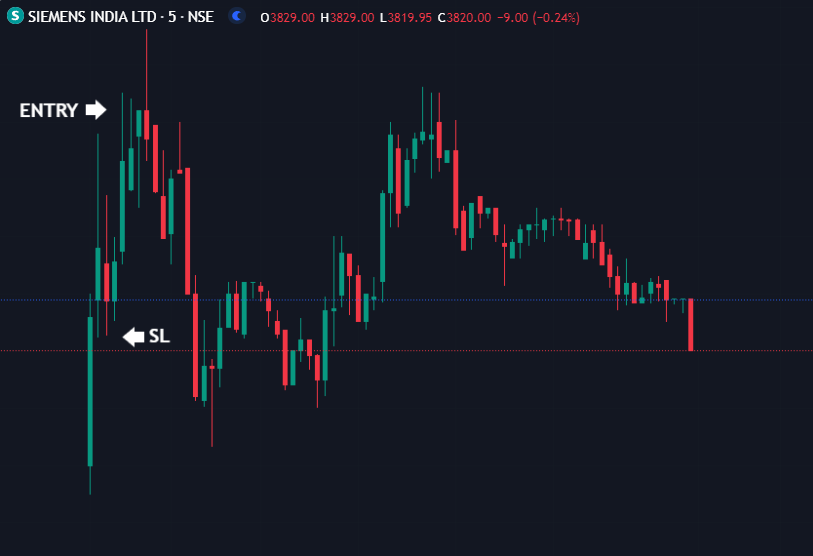 S SIEMENS INDIA LTD · 5 · NSE O3829.00 H3829.00 L3819.95 C3820.00 −9.00 (−0.24%)
ENTRY
SL